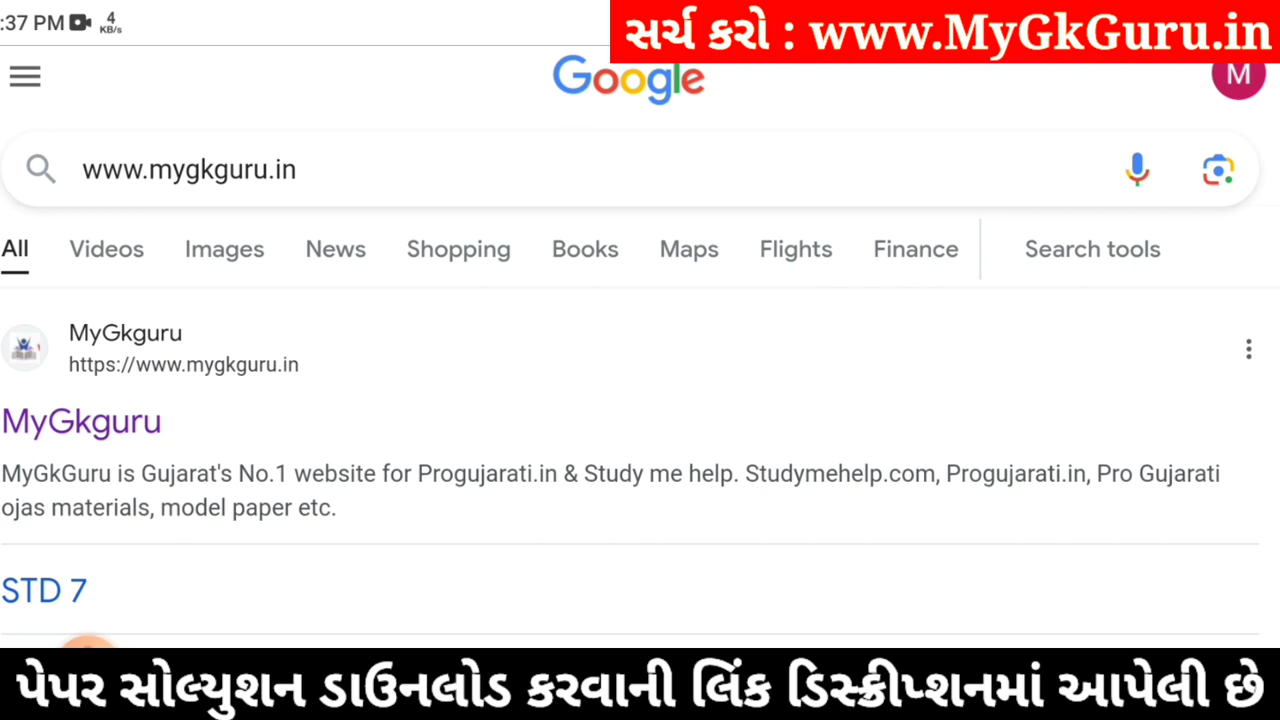 :37 PM 4 KB/s
સર્ચ કરો : www.MyGkGuru.in
Google
M
www.mygkguru.in
All Videos Images News Shopping Books Maps Flights Finance Search tools
MyGkguru
https://www.mygkguru.in
MyGkguru
MyGkGuru is Gujarat's No.1 website for Progujarati.in & Study me help. Studymehelp.com, Progujarati.in, Pro Gujarati
ojas materials, model paper etc.
STD 7
પેપર સોલ્યુશન ડાઉનલોડ કરવાની લિંક ડિસ્ક્રીપ્શનમાં આપેલી છે